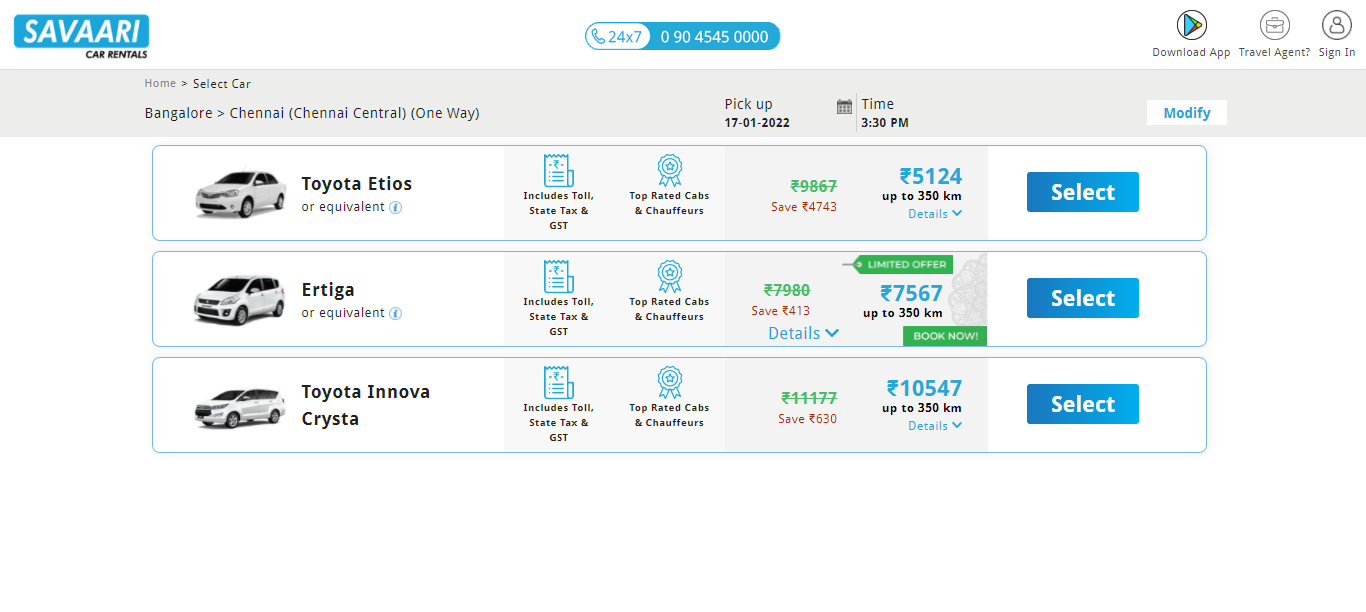 SAVAARI
CAR RENTALS
24x7 0 90 4545 0000
Download App Travel Agent? Sign In
Home > Select Car
Bangalore > Chennai (Chennai Central) (One Way)
Pick up
17-01-2022
Time
3:30 PM
Modify
Toyota Etios
or equivalent i
Includes Toll,
State Tax &
GST
Top Rated Cabs
& Chauffeurs
₹9867
Save ₹4743
₹5124
up to 350 km
Details
Select
Ertiga
or equivalent i
Includes Toll,
State Tax &
GST
Top Rated Cabs
& Chauffeurs
₹7980
Save ₹413
Details
LIMITED OFFER
₹7567
up to 350 km
BOOK NOW!
Select
Toyota Innova
Crysta
Includes Toll,
State Tax &
GST
Top Rated Cabs
& Chauffeurs
₹11177
Save ₹630
₹10547
up to 350 km
Details
Select